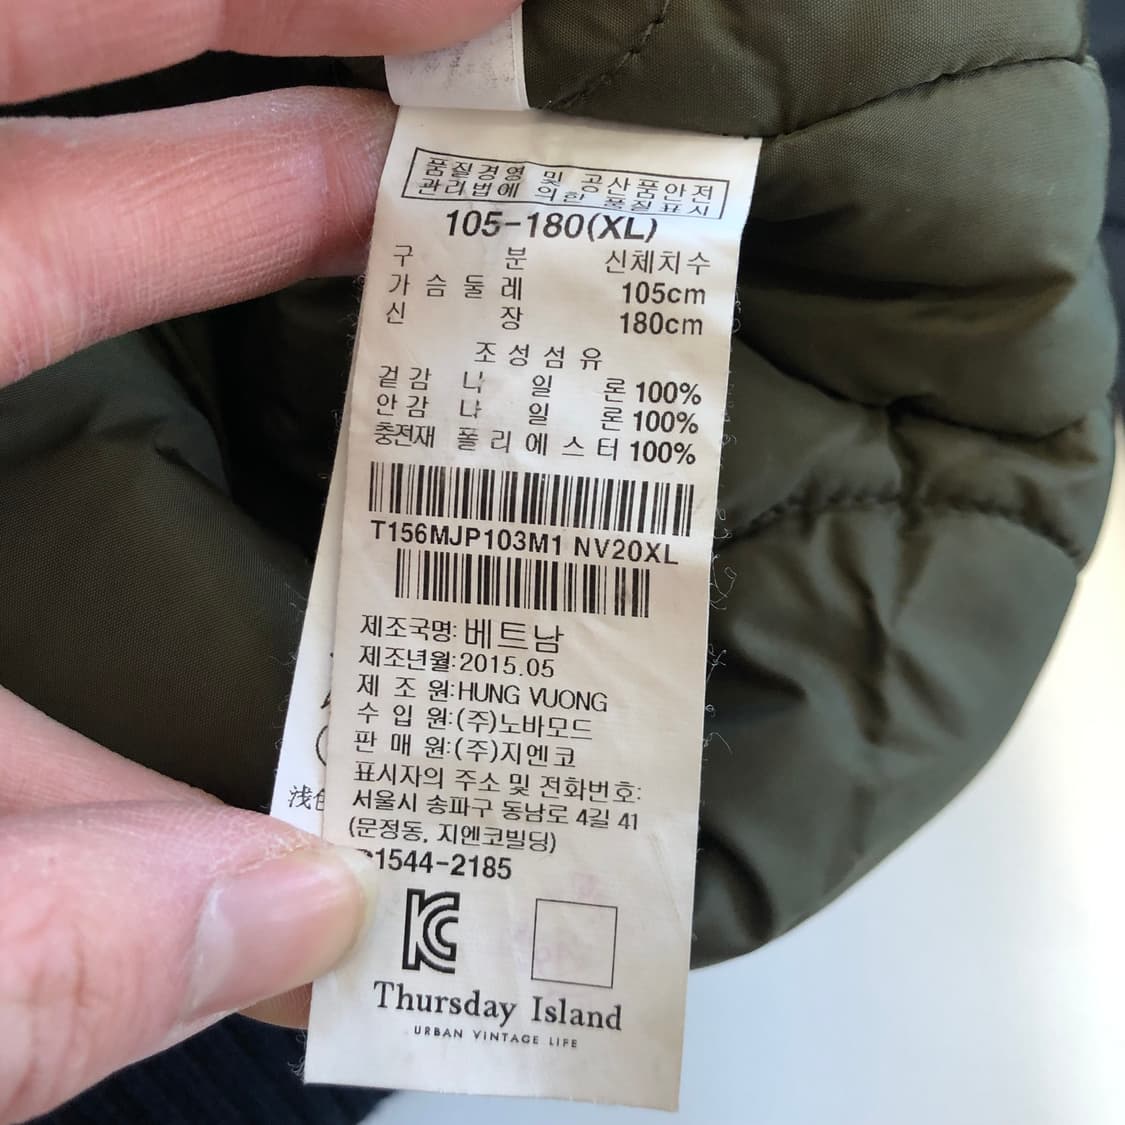 품질경영 및 공산품안전
관리법에 의한 품질표시
105-180(XL)
구 분 신체치수
가슴둘레 105cm
신 장 180cm
조성섬유
겉감 나 일 론 100%
안감 나 일 론 100%
충전재 폴리에스터 100%
T156MJP103M1 NV20XL
제조국명: 베트남
제조년월:2015.05
제 조 원:HUNG VUONG
수 입 원:(주)노바모드
판 매 원:(주)지엔코
표시자의 주소 및 전화번호:
서울시 송파구 동남로 4길 41
(문정동, 지엔코빌딩)
1544-2185
KC
Thursday Island
URBAN VINTAGE LIFE
浅色